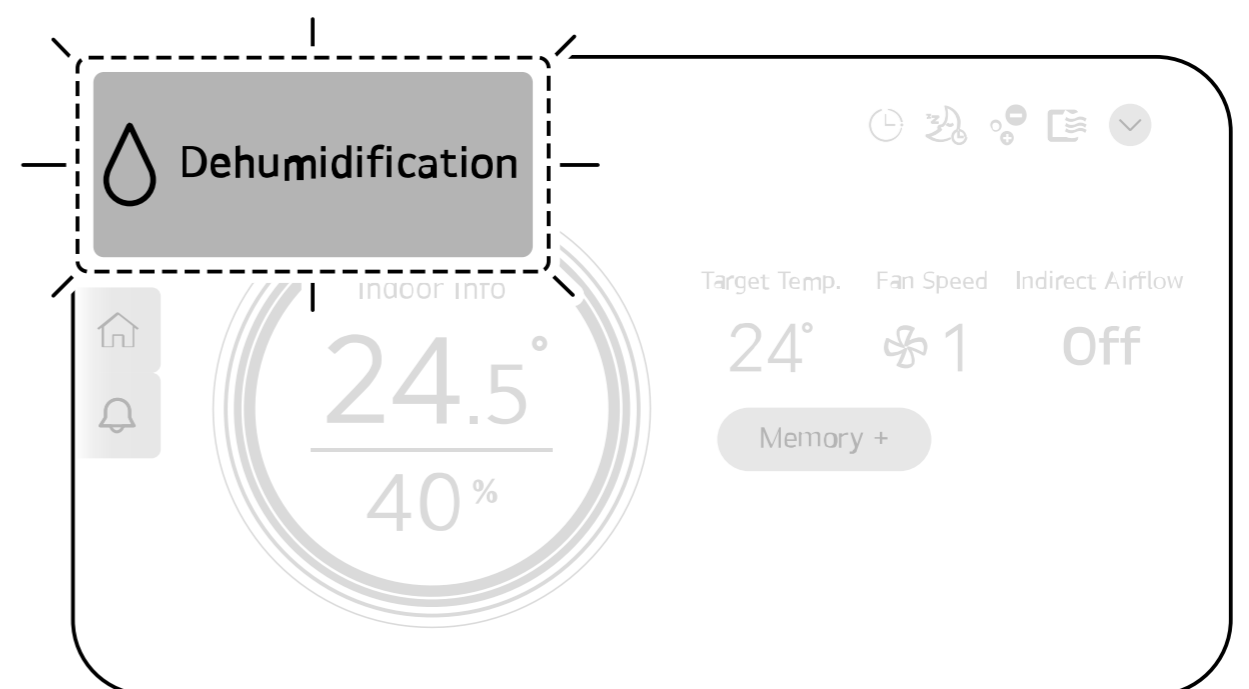 Dehumidification
Indoor Info
24.5°
40%
Target Temp. Fan Speed Indirect Airflow
24° 1 Off
Memory +